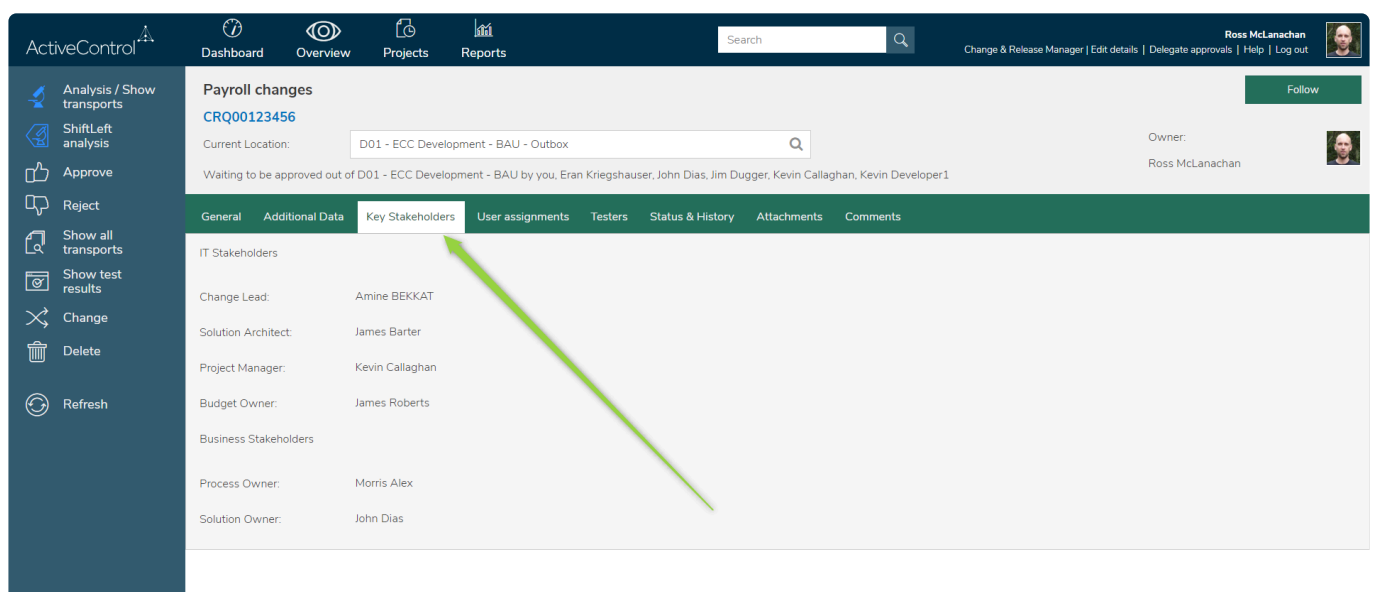 ActiveControl
Dashboard
Overview
Projects
Reports
Search
Ross McLanachan
Change & Release Manager | Edit details | Delegate approvals | Help | Log out
Analysis / Show
transports
ShiftLeft
analysis
Approve
Reject
Show all
transports
Show test
results
Change
Delete
Refresh
Payroll changes
Follow
CRQ00123456
Current Location:
D01 - ECC Development - BAU - Outbox
Owner:
Ross McLanachan
Waiting to be approved out of D01 - ECC Development - BAU by you, Eran Kriegshauser, John Dias, Jim Dugger, Kevin Callaghan, Kevin Developer1
General Additional Data Key Stakeholders User assignments Testers Status & History Attachments Comments
IT Stakeholders
Change Lead: Amine BEKKAT
Solution Architect: James Barter
Project Manager: Kevin Callaghan
Budget Owner: James Roberts
Business Stakeholders
Process Owner: Morris Alex
Solution Owner: John Dias